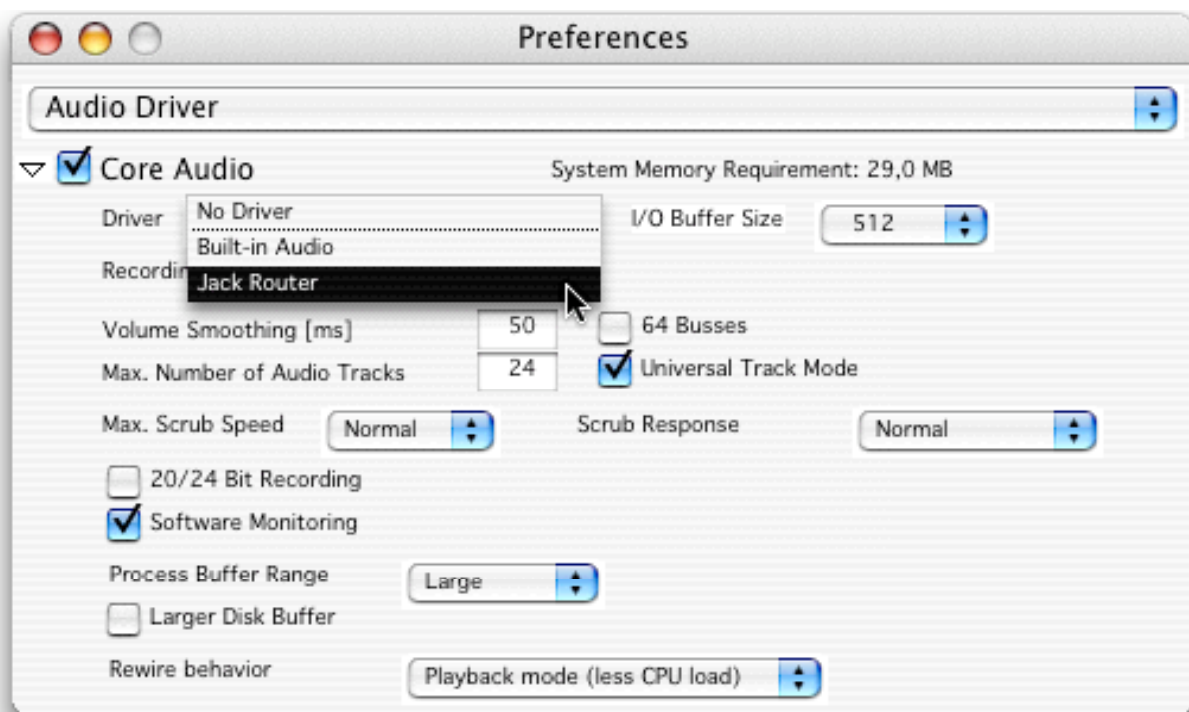 Preferences
Audio Driver
Core Audio System Memory Requirement: 29,0 MB
Driver No Driver I/O Buffer Size 512
Built-in Audio
Jack Router
Volume Smoothing [ms] 50 64 Busses
Max. Number of Audio Tracks 24 Universal Track Mode
Max. Scrub Speed Normal Scrub Response Normal
20/24 Bit Recording
Software Monitoring
Process Buffer Range Large
Larger Disk Buffer
Rewire behavior Playback mode (less CPU load)